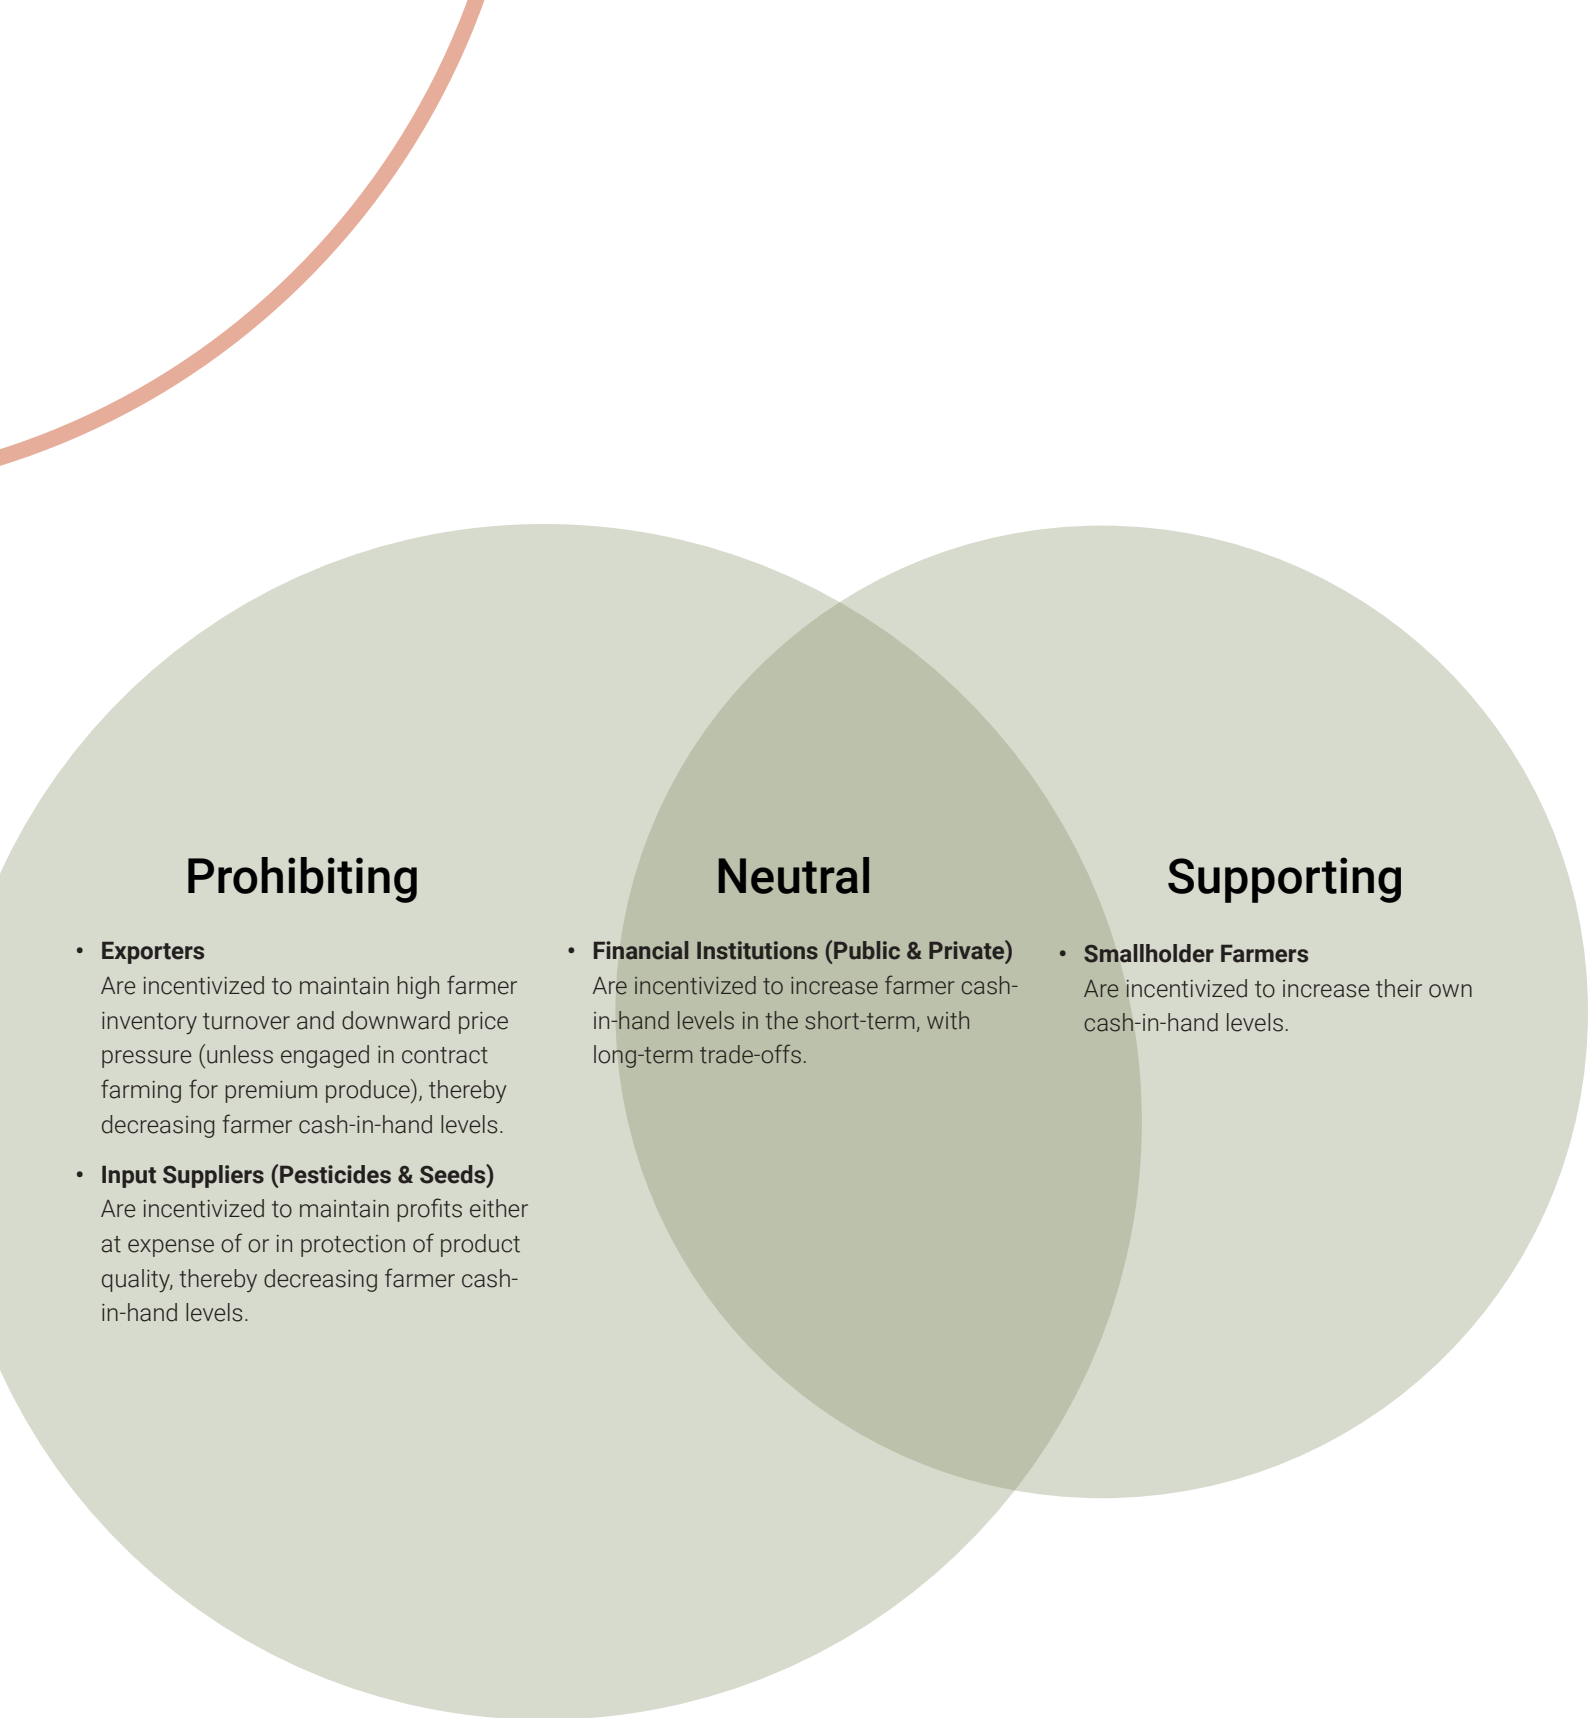 Prohibiting
• Exporters
Are incentivized to maintain high farmer
inventory turnover and downward price
pressure (unless engaged in contract
farming for premium produce), thereby
decreasing farmer cash-in-hand levels.
• Input Suppliers (Pesticides & Seeds)
Are incentivized to maintain profits either
at expense of or in protection of product
quality, thereby decreasing farmer cash-
in-hand levels.
Neutral
• Financial Institutions (Public & Private)
Are incentivized to increase farmer cash-
in-hand levels in the short-term, with
long-term trade-offs.
Supporting
• Smallholder Farmers
Are incentivized to increase their own
cash-in-hand levels.